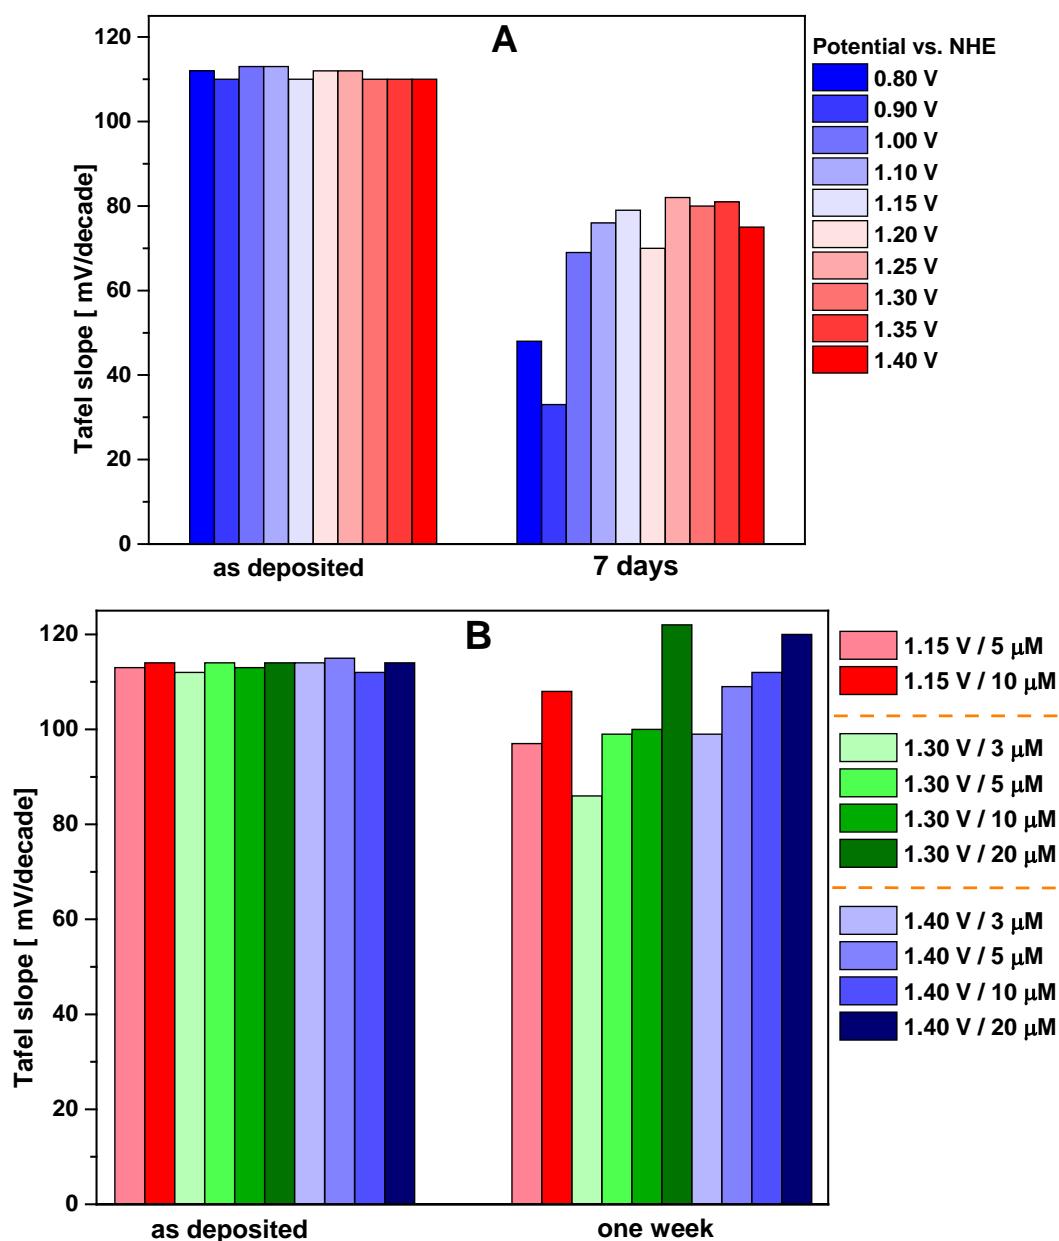 A
Tafel slope [ mV/decade]
120
100
80
60
40
20
0
as deposited
7 days
Potential vs. NHE
0.80 V
0.90 V
1.00 V
1.10 V
1.15 V
1.20 V
1.25 V
1.30 V
1.35 V
1.40 V
B
Tafel slope [ mV/decade]
120
100
80
60
40
20
0
as deposited
one week
1.15 V / 5 μM
1.15 V / 10 μM
1.30 V / 3 μM
1.30 V / 5 μM
1.30 V / 10 μM
1.30 V / 20 μM
1.40 V / 3 μM
1.40 V / 5 μM
1.40 V / 10 μM
1.40 V / 20 μM